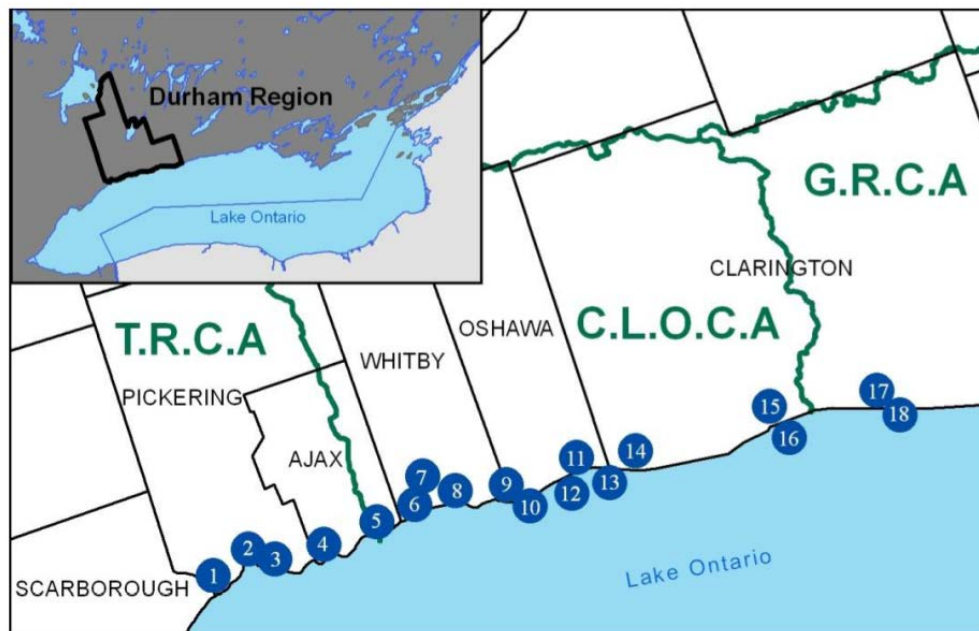 Durham Region
Lake Ontario
G.R.C.A
CLARINGTON
C.L.O.C.A
OSHAWA
T.R.C.A
WHITBY
PICKERING
AJAX
SCARBOROUGH
1
2
3
4
5
6
7
8
9
10
11
12
13
14
15
16
17
18
Lake Ontario